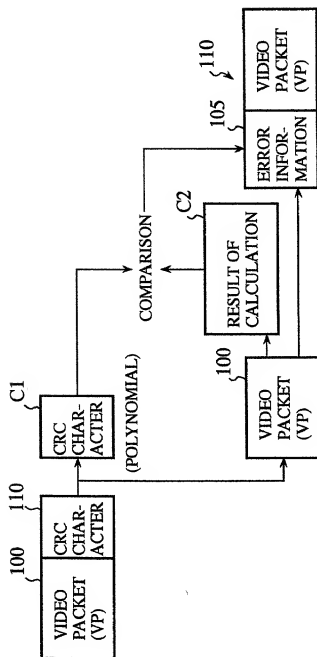 100
110
VIDEO
PACKET
(VP)
CRC
CHAR-
ACTER
C1
CRC
CHAR-
ACTER
(POLYNOMIAL)
COMPARISON
100
VIDEO
PACKET
(VP)
C2
RESULT OF
CALCULATION
105
110
ERROR
INFOR-
MATION
VIDEO
PACKET
(VP)